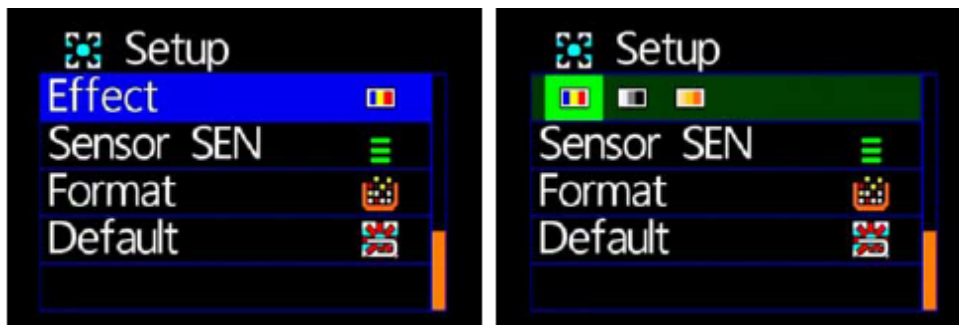 Setup
Effect
Sensor SEN
Format
Default
Setup
Sensor SEN
Format
Default